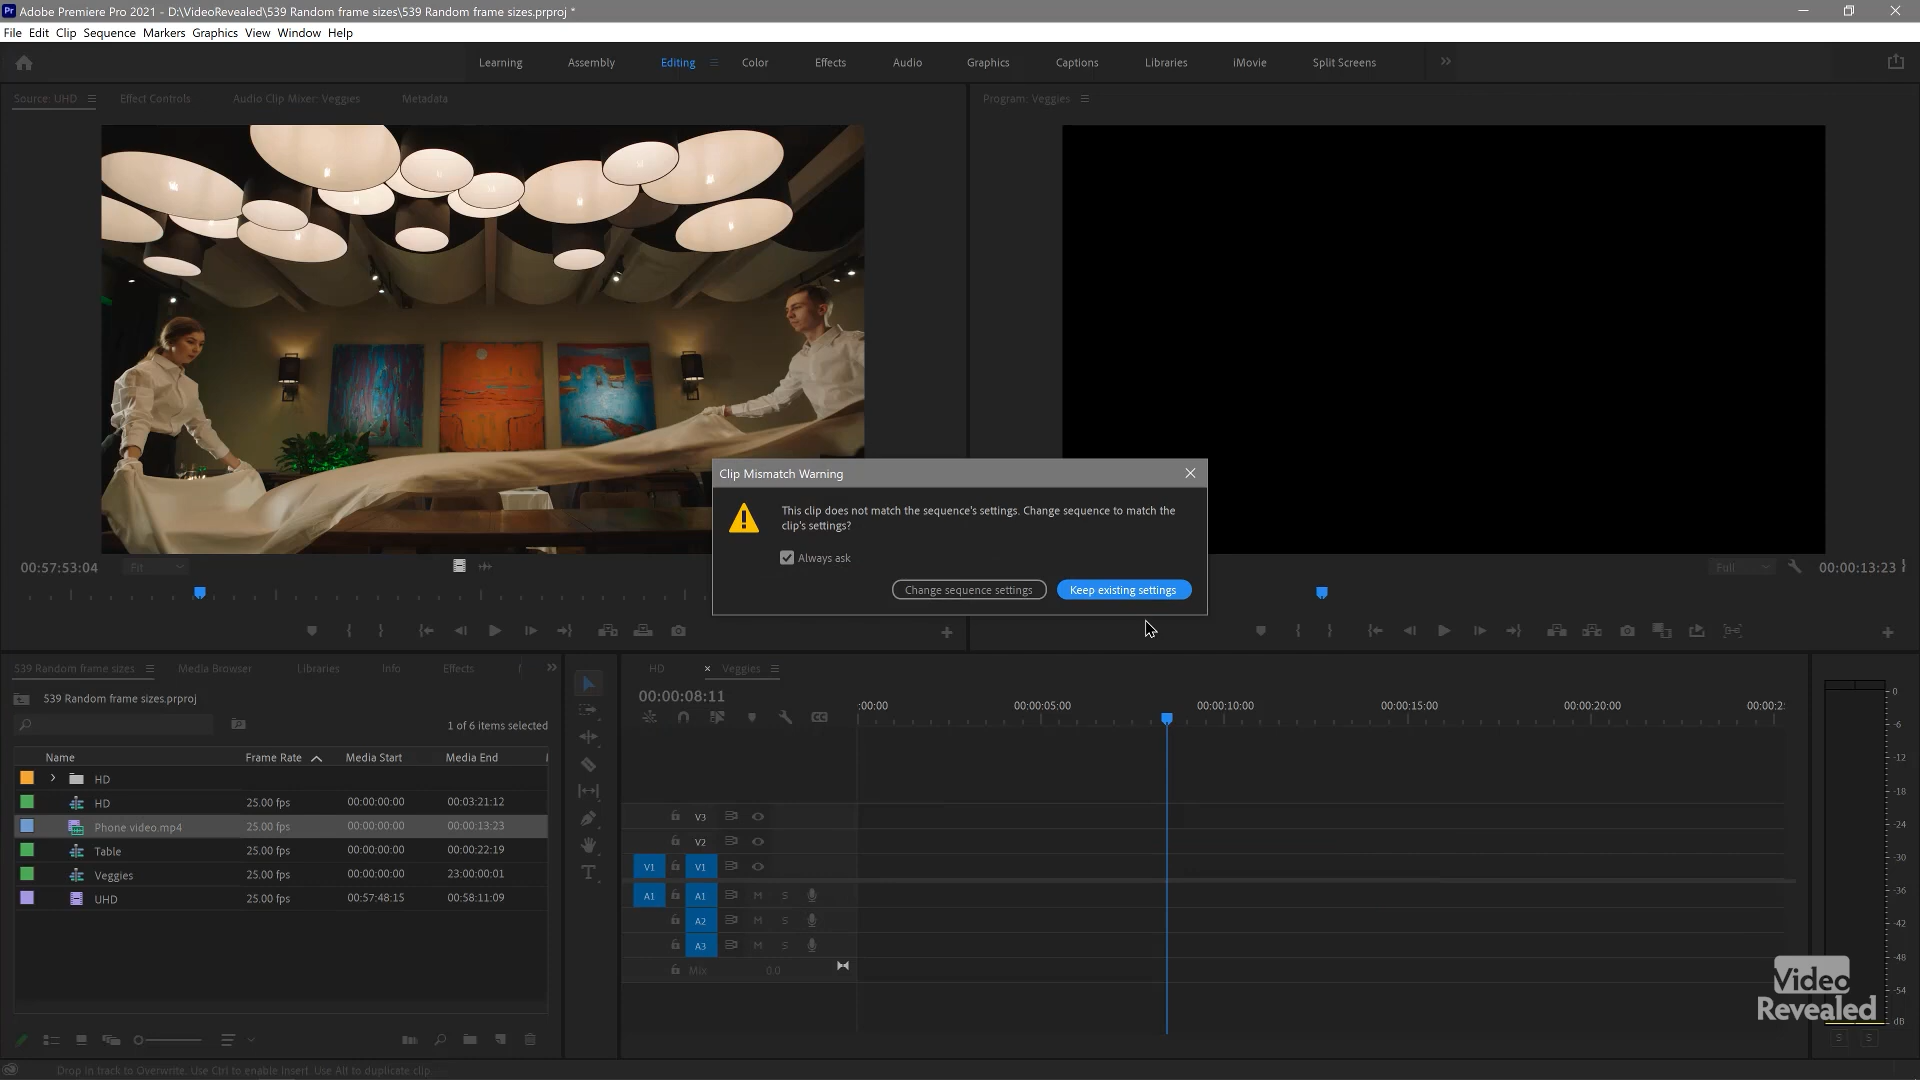 Pr Adobe Premiere Pro 2021 - D:\VideoRevealed\539 Random frame sizes\539 Random frame sizes.prproj *
File Edit Clip Sequence Markers Graphics View Window Help
Learning Assembly Editing Color Effects Audio Graphics Captions Libraries iMovie Split Screens
Source: UHD Effect Controls Audio Clip Mixer: Veggies Metadata
Program: Veggies
Clip Mismatch Warning
This clip does not match the sequence's settings. Change sequence to match the
clip's settings?
Always ask
Change sequence settings Keep existing settings
00:57:53:04 Fit
Full 00:00:13:23
539 Random frame sizes Media Browser Libraries Info Effects
539 Random frame sizes.prproj
1 of 6 items selected
Name Frame Rate Media Start Media End
HD
HD 25.00 fps 00:00:00:00 00:03:21:12
Phone video.mp4 25.00 fps 00:00:00:00 00:00:13:23
Table 25.00 fps 00:00:00:00 00:00:22:19
Veggies 25.00 fps 00:00:00:00 23:00:00:01
UHD 25.00 fps 00:57:48:15 00:58:11:09
HD × Veggies
00:00:08:11
:00:00 00:00:05:00 00:00:10:00 00:00:15:00 00:00:20:00 00:00:2
CC
T
V3
V2
V1 V1
A1 A1 M S
A2 M S
A3 M S
Mix 0.0
0
-6
-12
-18
-24
-30
-36
-42
-48
-54
dB
S S
Video
Revealed
Drop in track to Overwrite. Use Ctrl to enable Insert. Use Alt to duplicate clip.